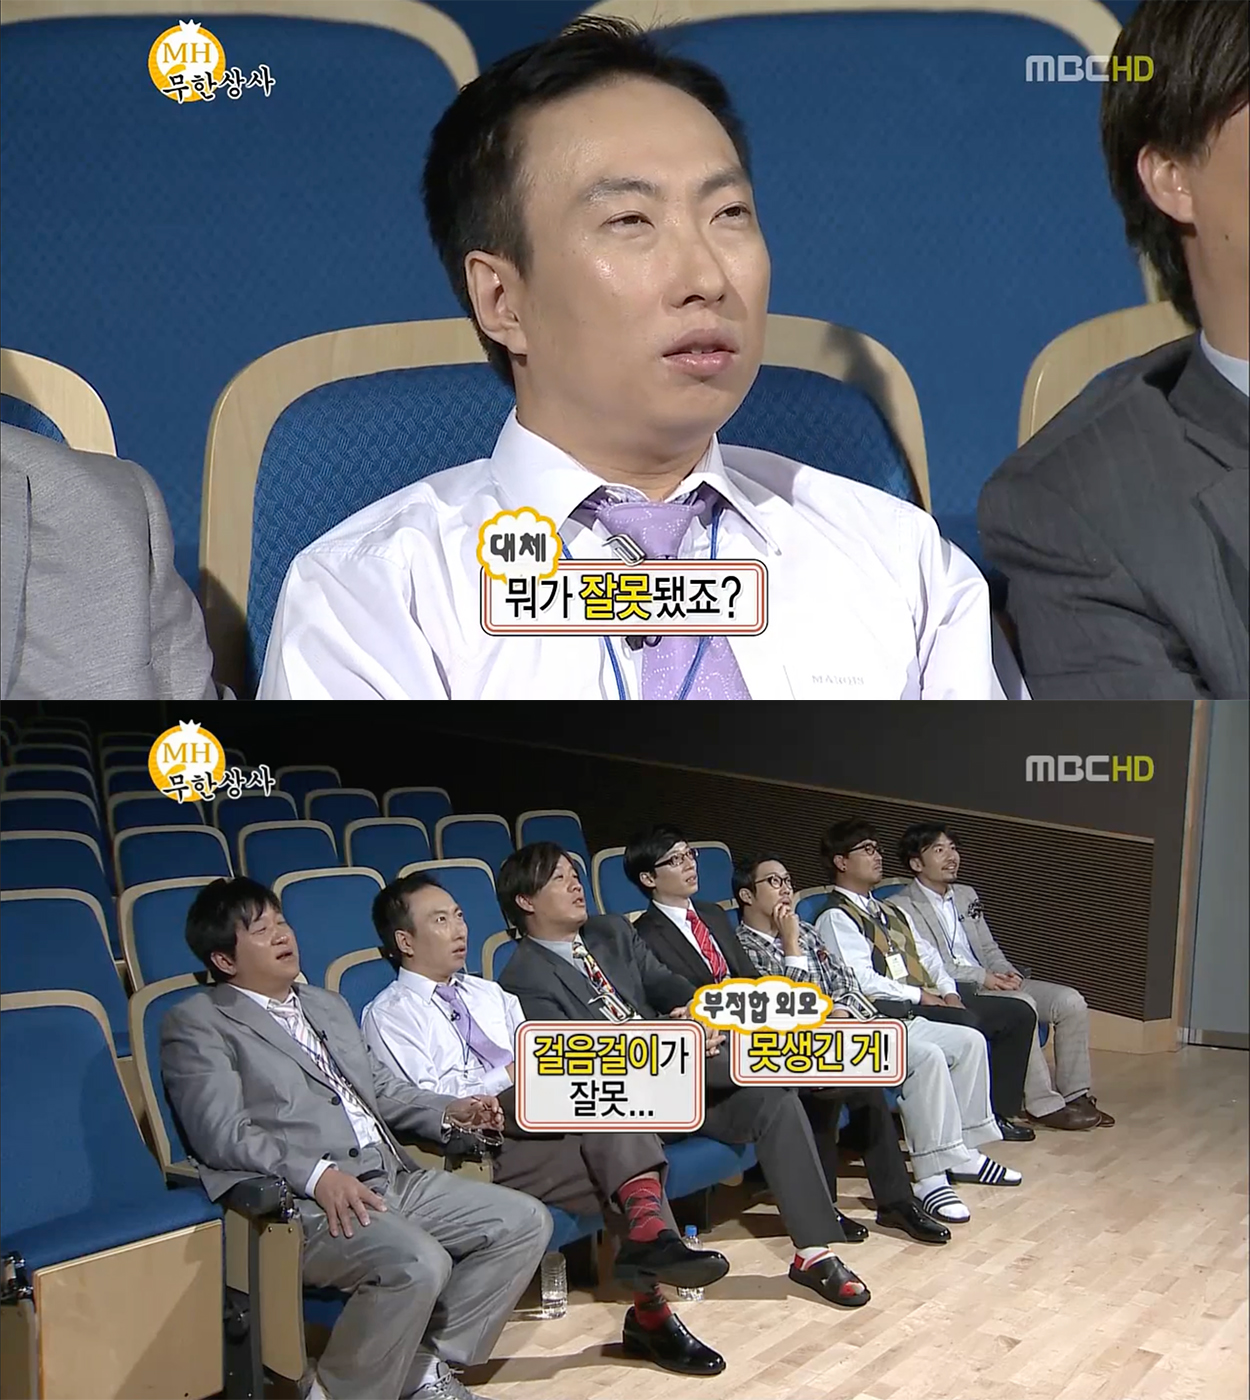 MH
무한상사
MBCHD
대체
뭐가 잘못됐죠?
MARQIS
MH
무한상사
MBCHD
부적합 외모
걸음걸이가
잘못...
못생긴 거!